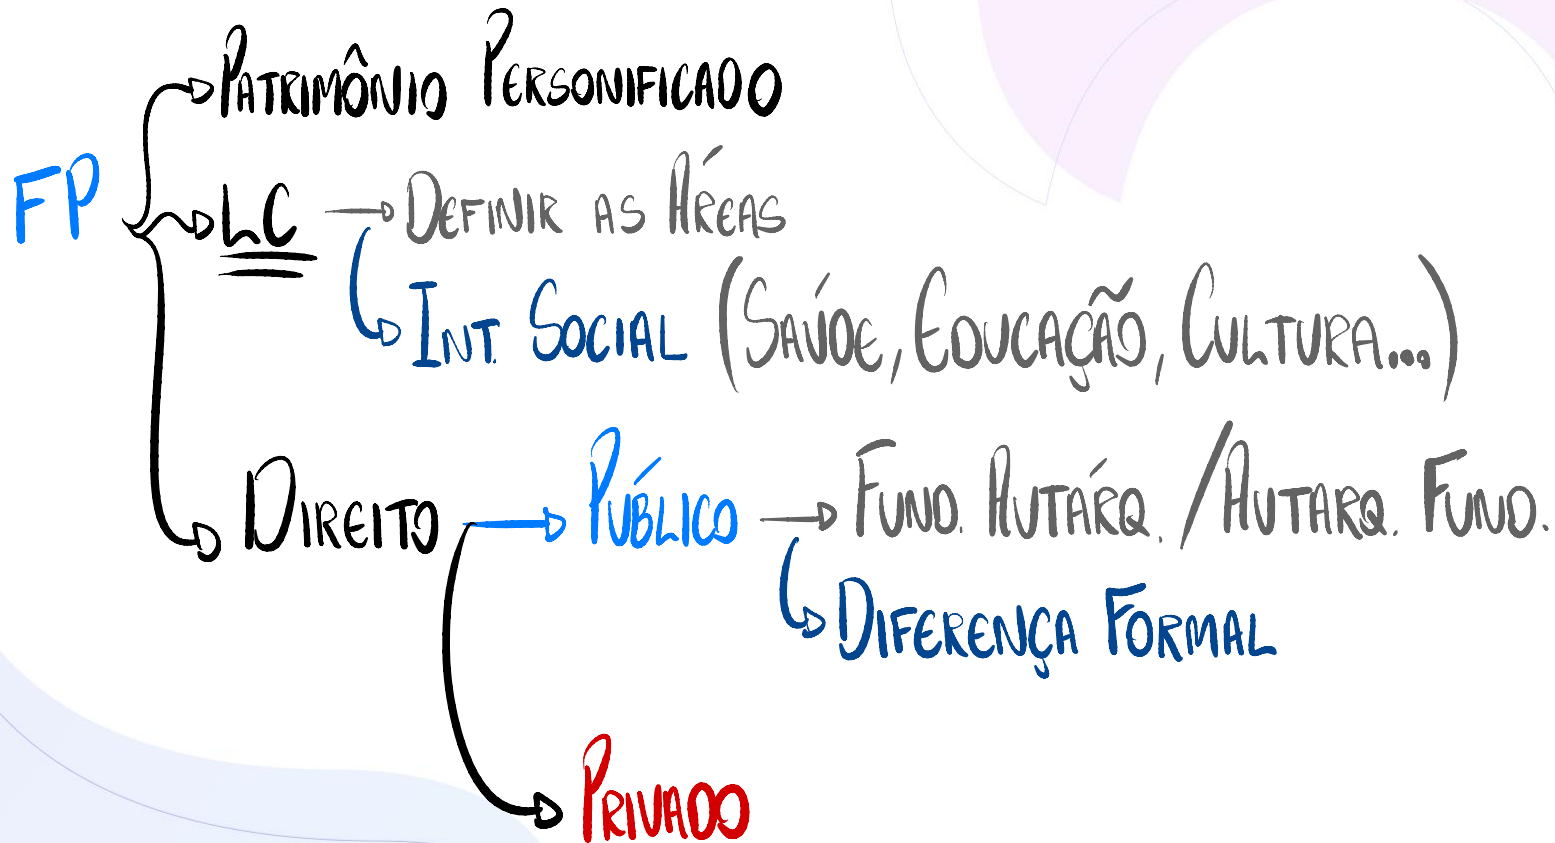 PATRIMÔNIO PERSONIFICADO
FP
LC → DEFINIR AS ÁREAS
INT. SOCIAL (SAÚDE, EDUCAÇÃO, CULTURA...)
DIREITO → PÚBLICO → FUND. AUTÁRQ. / AUTARQ. FUND.
DIFERENÇA FORMAL
PRIVADO